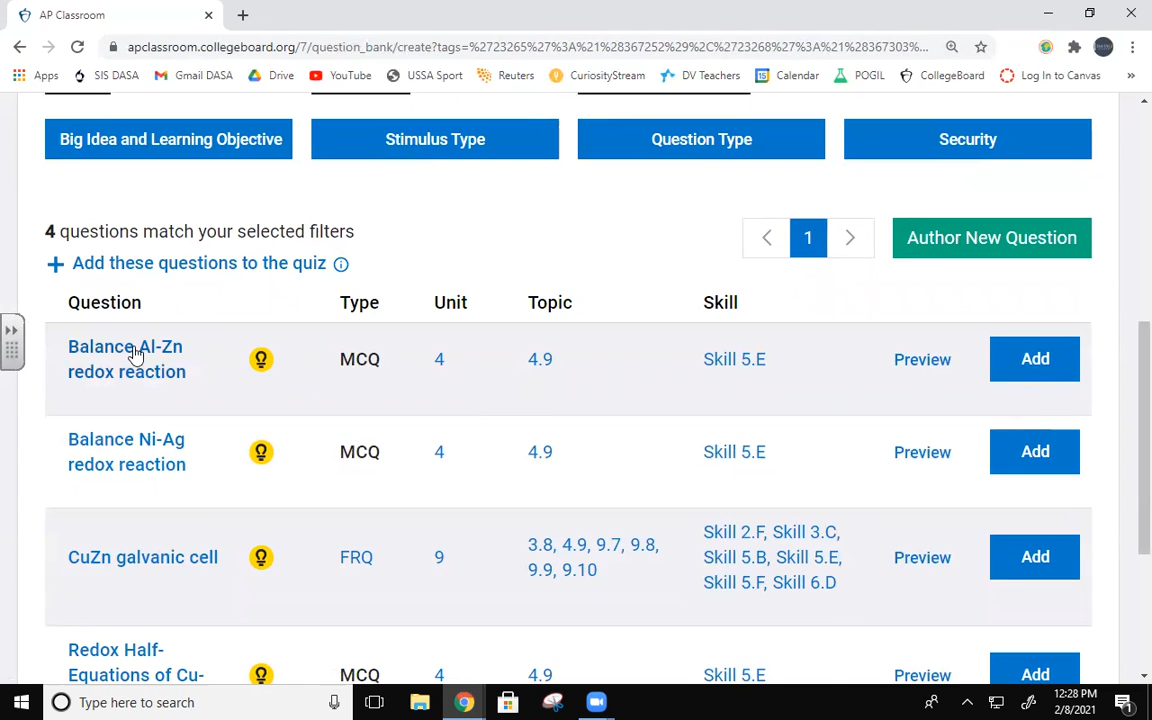 AP Classroom
apclassroom.collegeboard.org/7/question_bank/create?tags=%2723265%27%3A%21%28367252%29%2C%2723268%27%3A%21%28367303%...
Apps SIS DASA Gmail DASA Drive YouTube USSA Sport Reuters CuriosityStream DV Teachers Calendar POGIL CollegeBoard Log In to Canvas »
Big Idea and Learning Objective Stimulus Type Question Type Security
4 questions match your selected filters
1
Author New Question
+ Add these questions to the quiz
Question Type Unit Topic Skill
Balance Al-Zn
redox reaction
MCQ 4 4.9 Skill 5.E Preview Add
Balance Ni-Ag
redox reaction
MCQ 4 4.9 Skill 5.E Preview Add
CuZn galvanic cell FRQ 9
3.8, 4.9, 9.7, 9.8,
9.9, 9.10
Skill 2.F, Skill 3.C,
Skill 5.B, Skill 5.E,
Skill 5.F, Skill 6.D
Preview Add
Redox Half-
Equations of Cu-
MCQ 4 4.9 Skill 5.E Preview Add
Type here to search
12:28 PM
2/8/2021
1